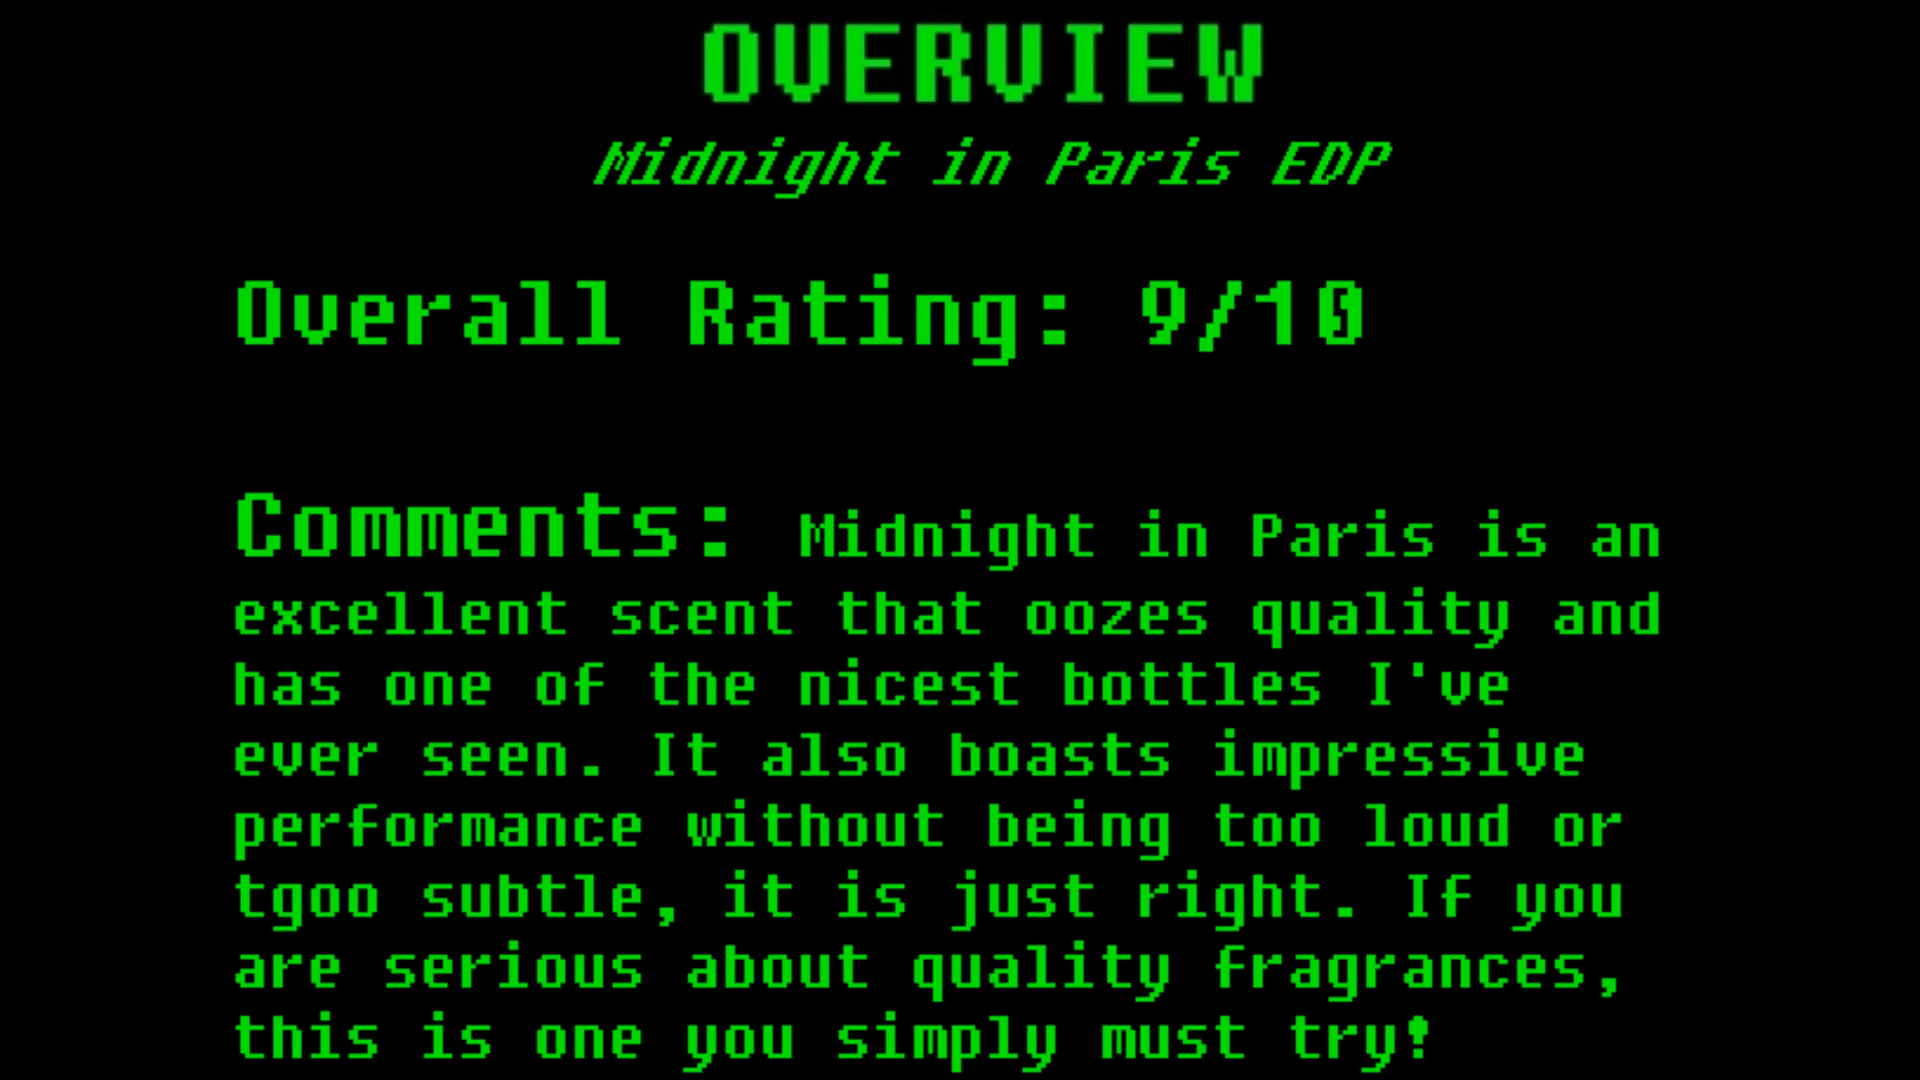 OVERVIEW
Midnight in Paris EDP
Overall Rating: 9/10
Comments: Midnight in Paris is an
excellent scent that oozes quality and
has one of the nicest bottles I've
ever seen. It also boasts impressive
performance without being too loud or
tgoo subtle, it is just right. If you
are serious about quality fragrances,
this is one you simply must try!